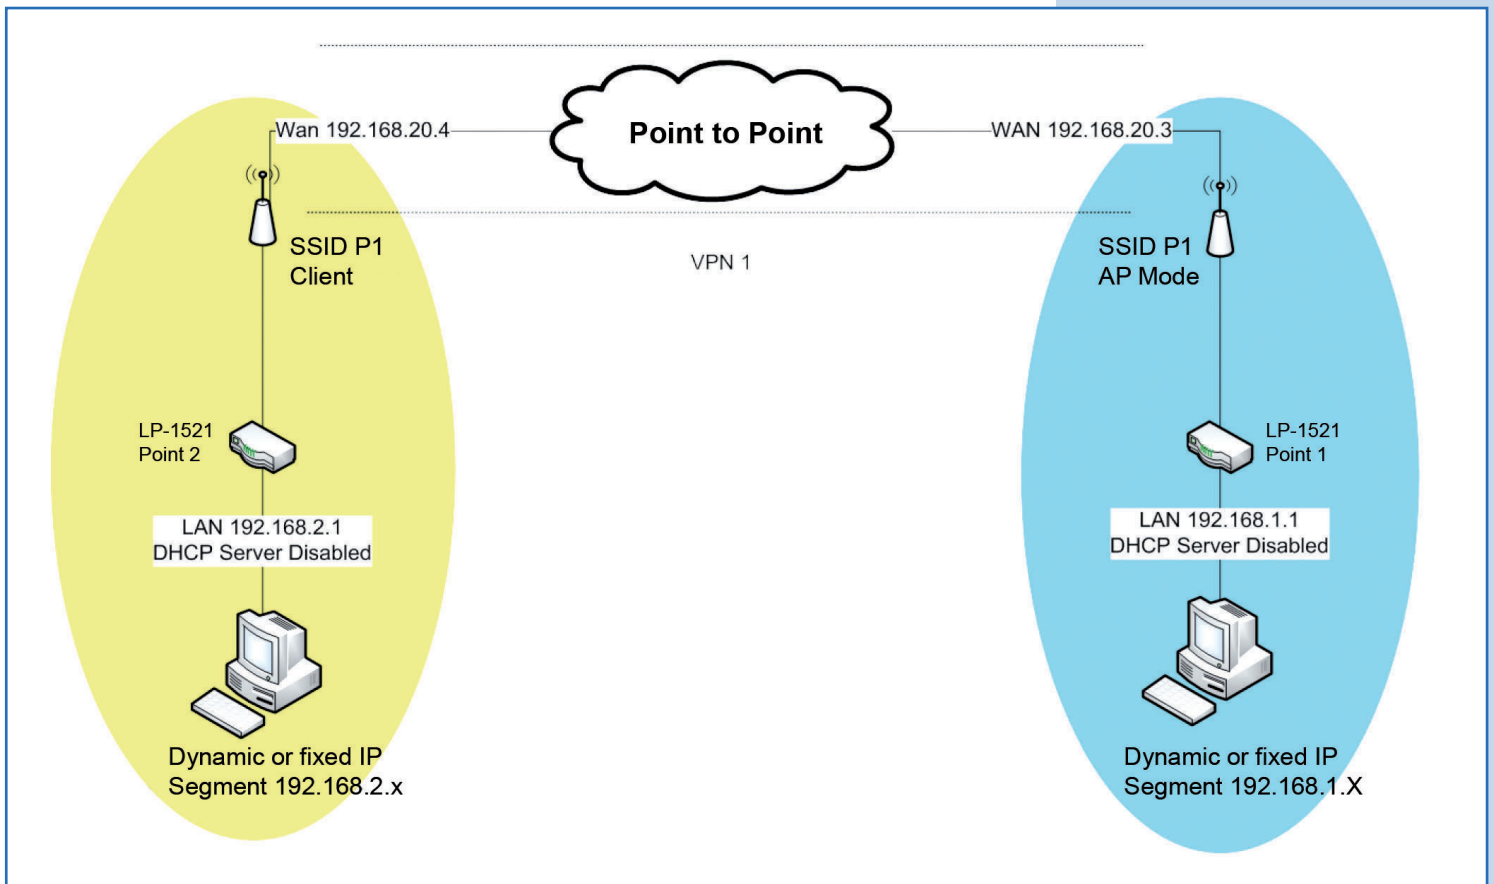 Wan 192.168.20.4
Point to Point
WAN 192.168.20.3
SSID P1
Client
VPN 1
SSID P1
AP Mode
LP-1521
Point 2
LP-1521
Point 1
LAN 192.168.2.1
DHCP Server Disabled
LAN 192.168.1.1
DHCP Server Disabled
Dynamic or fixed IP
Segment 192.168.2.x
Dynamic or fixed IP
Segment 192.168.1.X